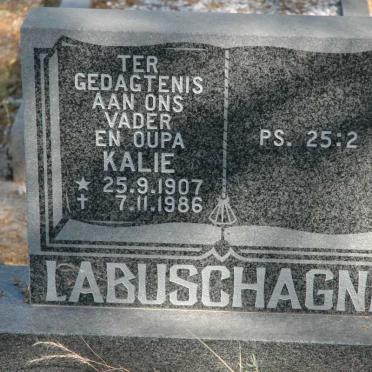 TER
GEDAGTENIS
AAN ONS
VADER
EN OUPA
KALIE
★ 25.9.1907
✝ 7.11.1986
PS. 25:2
LABUSCHAGN